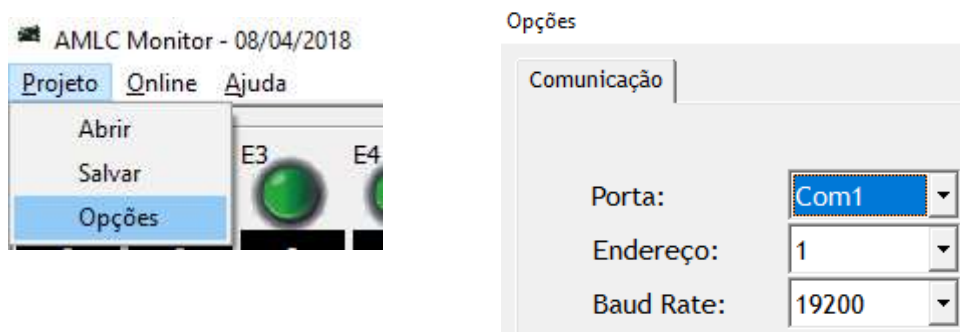 AMLC Monitor - 08/04/2018
Projeto Online Ajuda
Abrir
Salvar
Opções
E3 E4
Opções
Comunicação
Porta: Com1
Endereço: 1
Baud Rate: 19200